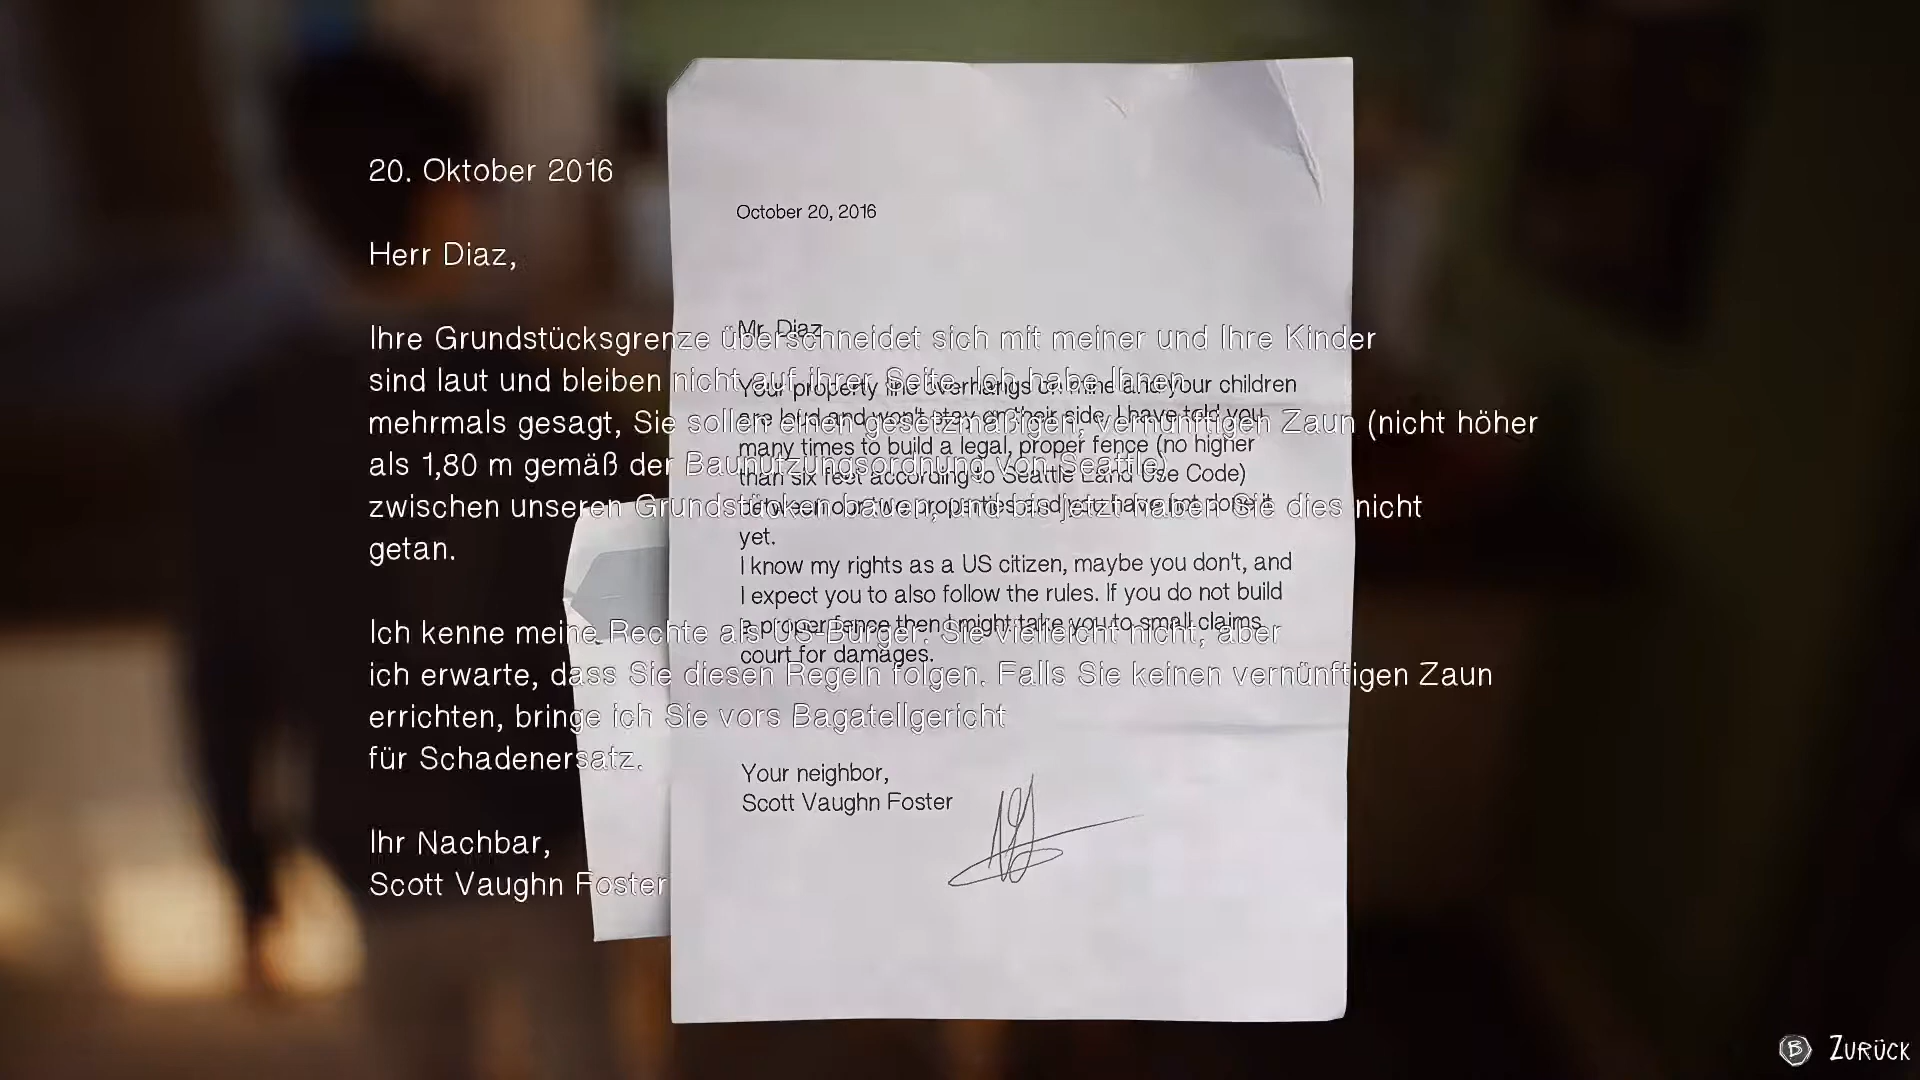 20. Oktober 2016
Herr Diaz,
Ihre Grundstücksgrenze überschneidet sich mit meiner und Ihre Kinder
sind laut und bleiben nicht auf ihrer Seite. Ich habe Ihnen
mehrmals gesagt, Sie sollen einen gesetzmäßigen, vernünftigen Zaun (nicht höher
als 1,80 m gemäß der Baunutzungsordnung von Seattle)
zwischen unseren Grundstücken bauen, und bis jetzt haben Sie dies nicht
getan.
Ich kenne meine Rechte als US-Bürger. Sie vielleicht nicht, aber
ich erwarte, dass Sie diesen Regeln folgen. Falls Sie keinen vernünftigen Zaun
errichten, bringe ich Sie vors Bagatellgericht
für Schadenersatz.
Ihr Nachbar,
Scott Vaughn Foster
October 20, 2016
Mr. Diaz
Your property line overhangs on mine and your children
are loud and won't stay on their side. I have told you
many times to build a legal, proper fence (no higher
than six feet according to Seattle Land Use Code)
between our two properties and you have not done it
yet.
I know my rights as a US citizen, maybe you don't, and
I expect you to also follow the rules. If you do not build
a proper fence then I might take you to small claims
court for damages.
Your neighbor,
Scott Vaughn Foster
B ZURÜCK